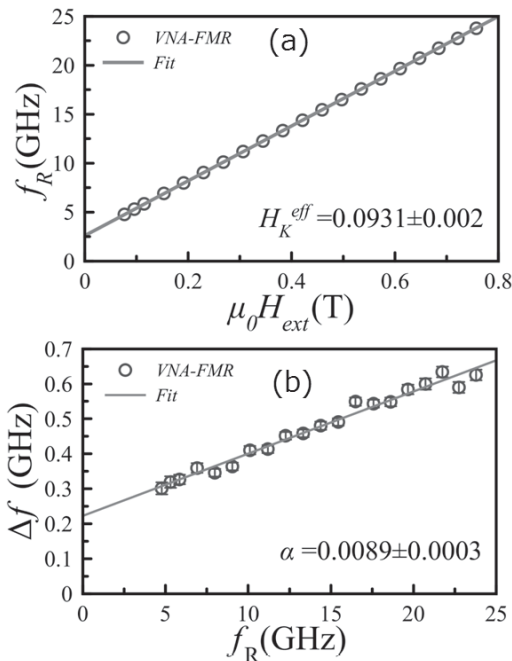 25
20
15
10
5
0
f_R(GHz)
VNA-FMR
Fit
(a)
H_K^eff=0.0931±0.002
0
0.2
0.4
0.6
0.8
μ_0H_ext(T)
0.7
0.6
0.5
0.4
0.3
0.2
0.1
0
Δf (GHz)
VNA-FMR
Fit
(b)
α=0.0089±0.0003
0
5
10
15
20
25
f_R(GHz)